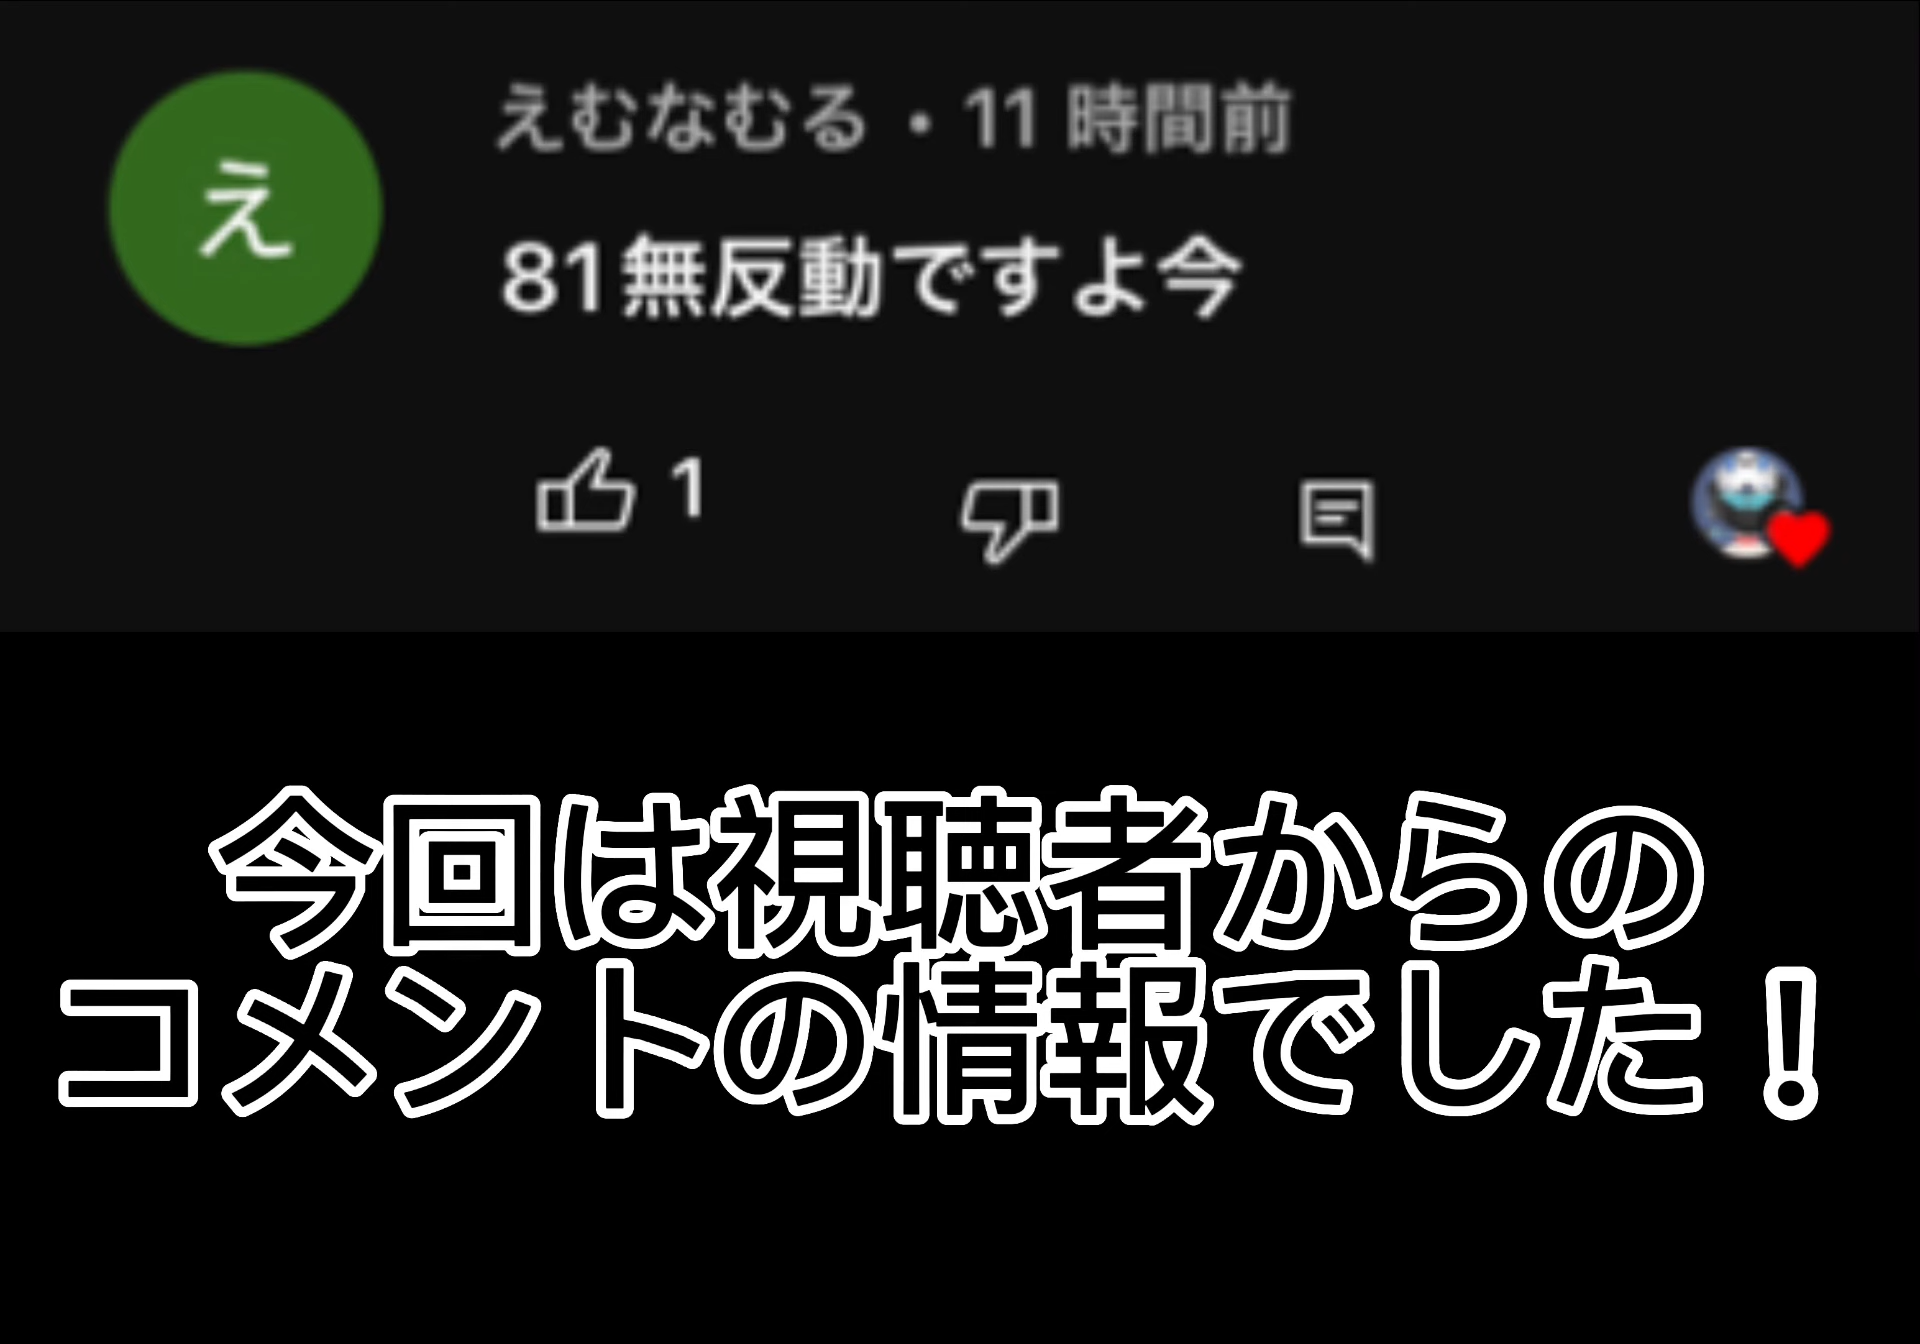 え
えむなむる・11 時間前
81無反動ですよ今
1
今回は視聴者からの
コメントの情報でした！